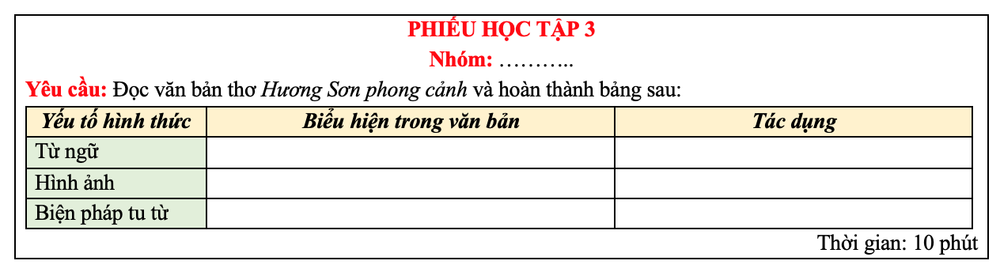 PHIẾU HỌC TẬP 3
Nhóm: ………..
Yêu cầu: Đọc văn bản thơ Hương Sơn phong cảnh và hoàn thành bảng sau:
Yếu tố hình thức Biểu hiện trong văn bản Tác dụng
Từ ngữ
Hình ảnh
Biện pháp tu từ
Thời gian: 10 phút